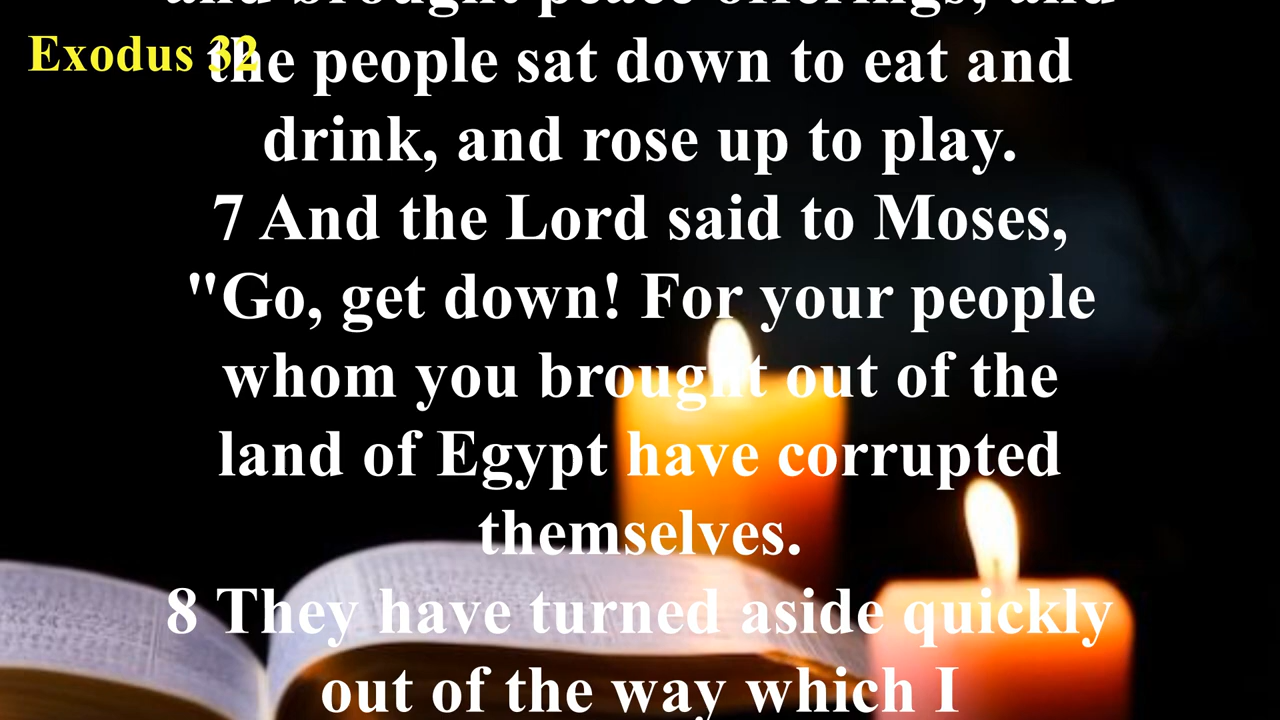 and brought peace offerings, and
Exodus 32
the people sat down to eat and
drink, and rose up to play.
7 And the Lord said to Moses,
"Go, get down! For your people
whom you brought out of the
land of Egypt have corrupted
themselves.
8 They have turned aside quickly
out of the way which I